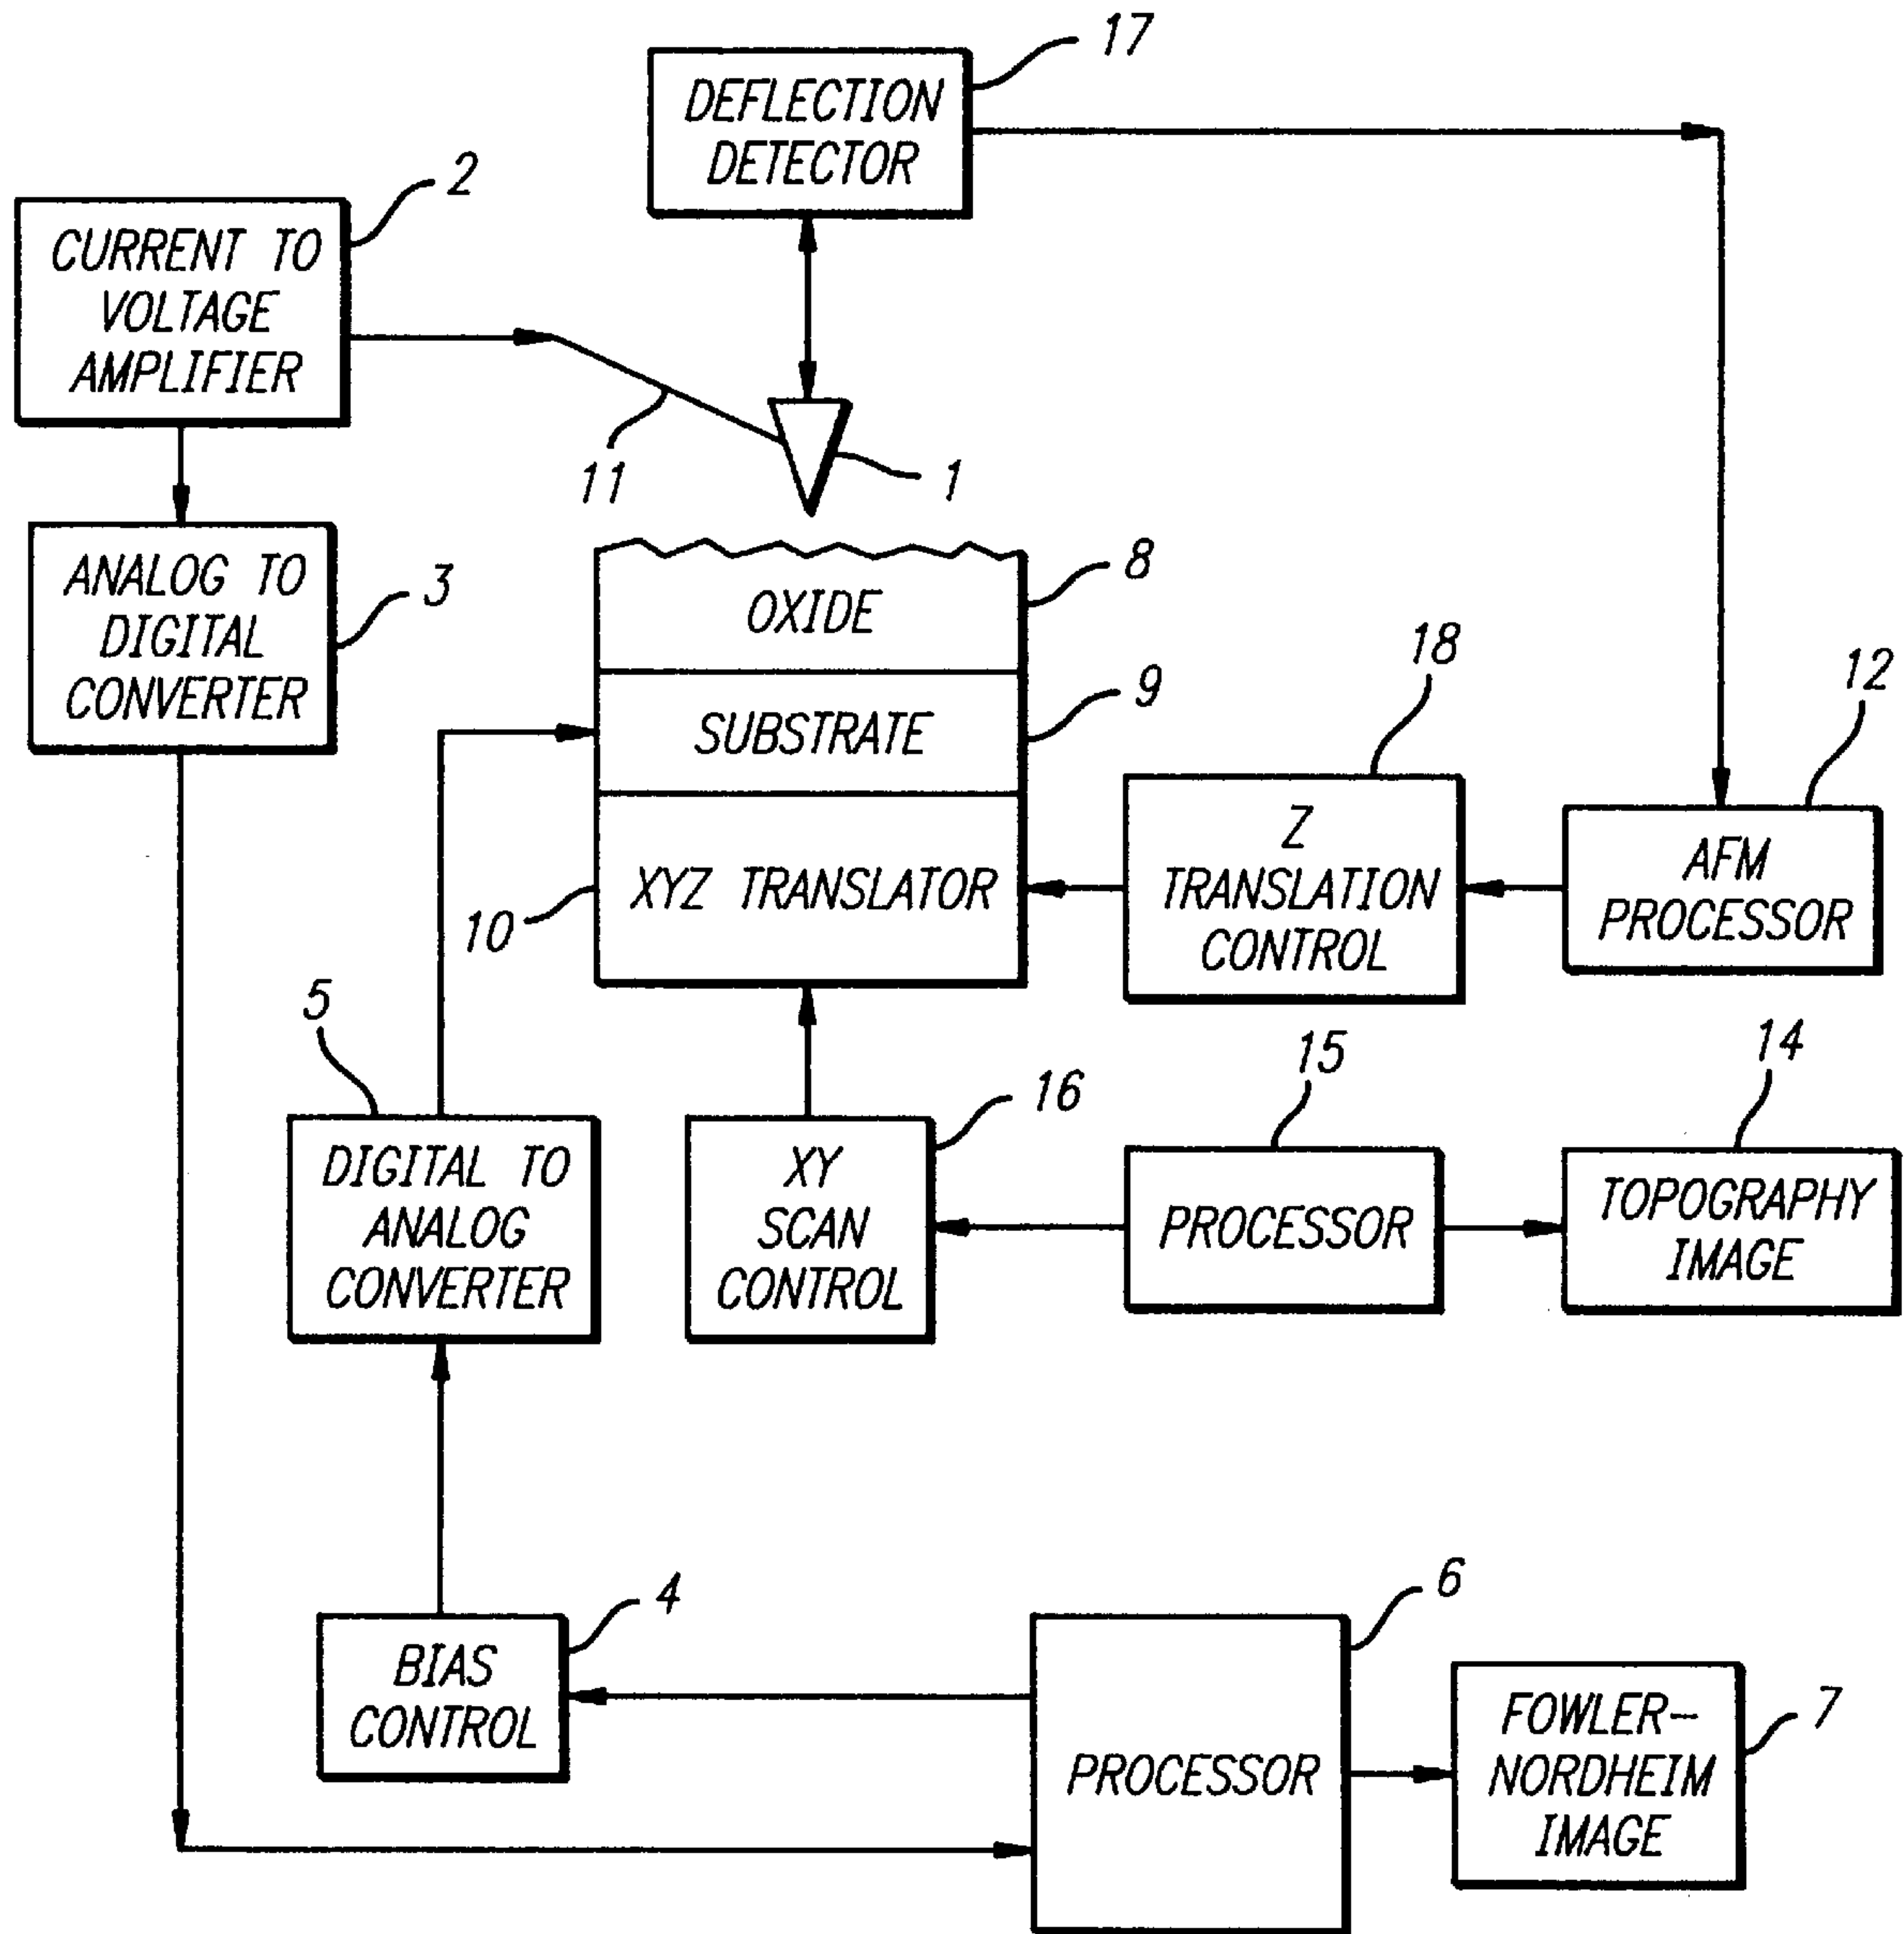 17
DEFLECTION
DETECTOR
2
CURRENT TO
VOLTAGE
AMPLIFIER
11
1
ANALOG TO
DIGITAL
CONVERTER
3
OXIDE
8
SUBSTRATE
9
XYZ TRANSLATOR
10
18
Z
TRANSLATION
CONTROL
12
AFM
PROCESSOR
5
DIGITAL TO
ANALOG
CONVERTER
16
XY
SCAN
CONTROL
15
PROCESSOR
14
TOPOGRAPHY
IMAGE
4
BIAS
CONTROL
6
PROCESSOR
FOWLER-
NORDHEIM
IMAGE
7